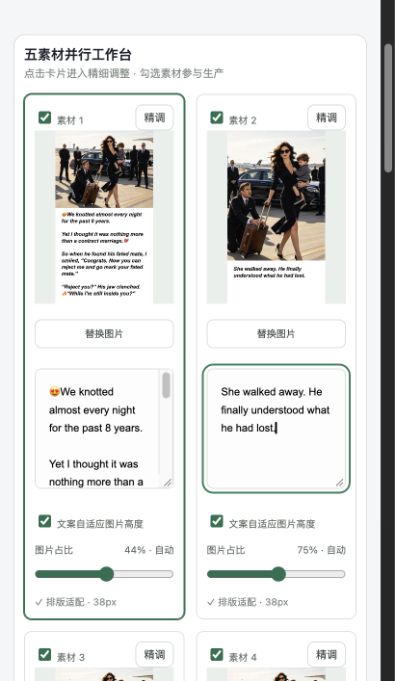 五素材并行工作台
点击卡片进入精细调整 · 勾选素材参与生产
素材 1
精调
😍We knotted almost every night
for the past 8 years.
Yet I thought it was nothing more
than a contract marriage.💔
So when he found his fated mate, I
smiled, "Congrats. Now you can
reject me and go mark your fated
mate."
"Reject you?" His jaw clenched.
🔥"While I'm still inside you?"
替换图片
😍We knotted
almost every night
for the past 8 years.
Yet I thought it was
nothing more than a
文案自适应图片高度
图片占比
44% · 自动
✓ 排版适配 · 38px
素材 2
精调
She walked away. He finally
understood what he had lost.
替换图片
She walked away. He
finally understood what
he had lost.
文案自适应图片高度
图片占比
75% · 自动
✓ 排版适配 · 38px
素材 3
精调
素材 4
精调